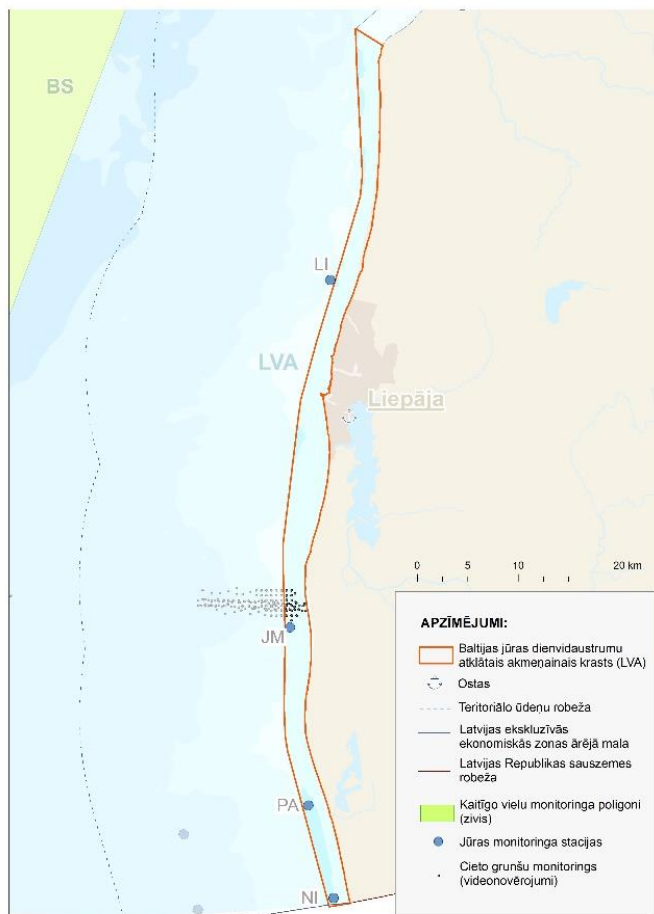 BS
LI
LVA
Liepāja
JM
PA
NI
0 5 10 20 km
APZĪMĒJUMI:
Baltijas jūras dienvidaustrumu
atklātais akmeņainais krasts (LVA)
Ostas
Teritoriālo ūdeņu robeža
Latvijas ekskluzīvās
ekonomiskās zonas ārējā mala
Latvijas Republikas sauszemes
robeža
Kaitīgo vielu monitoringa poligoni
(zivis)
Jūras monitoringa stacijas
Cieto grunšu monitorings
(videonovērojumi)